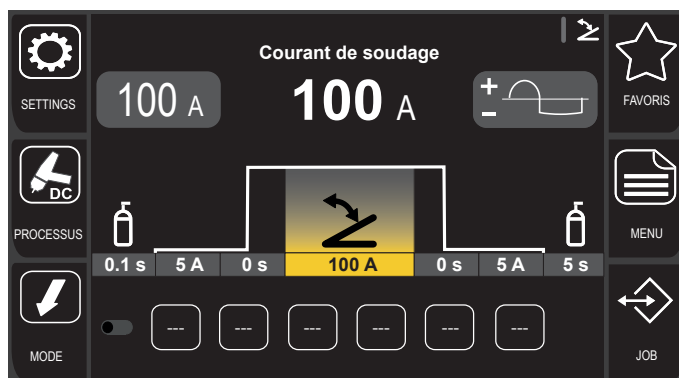 Courant de soudage
SETTINGS
100 A
100 A
+
-
FAVORIS
DC
PROCESSUS
MENU
0.1 s 5 A 0 s 100 A 0 s 5 A 5 s
--- --- --- --- --- ---
MODE
JOB